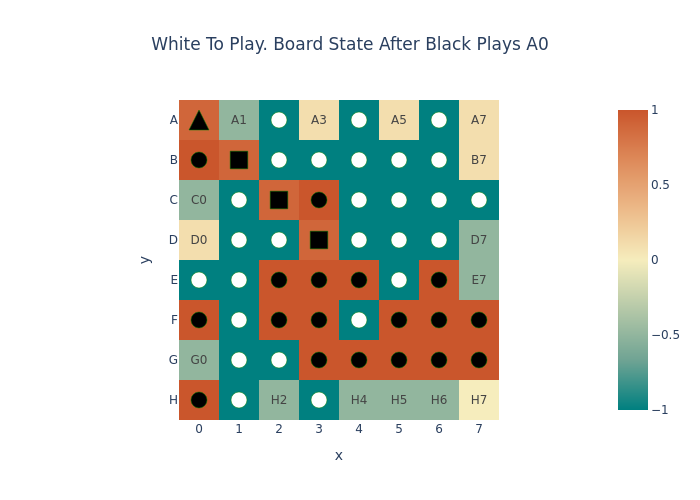 White To Play. Board State After Black Plays A0
A A1 A3 A5 A7
B B7
C C0
D D0 D7
E E7
F
G G0
H H2 H4 H5 H6 H7
0 1 2 3 4 5 6 7
x
y
1
0.5
0
−0.5
−1